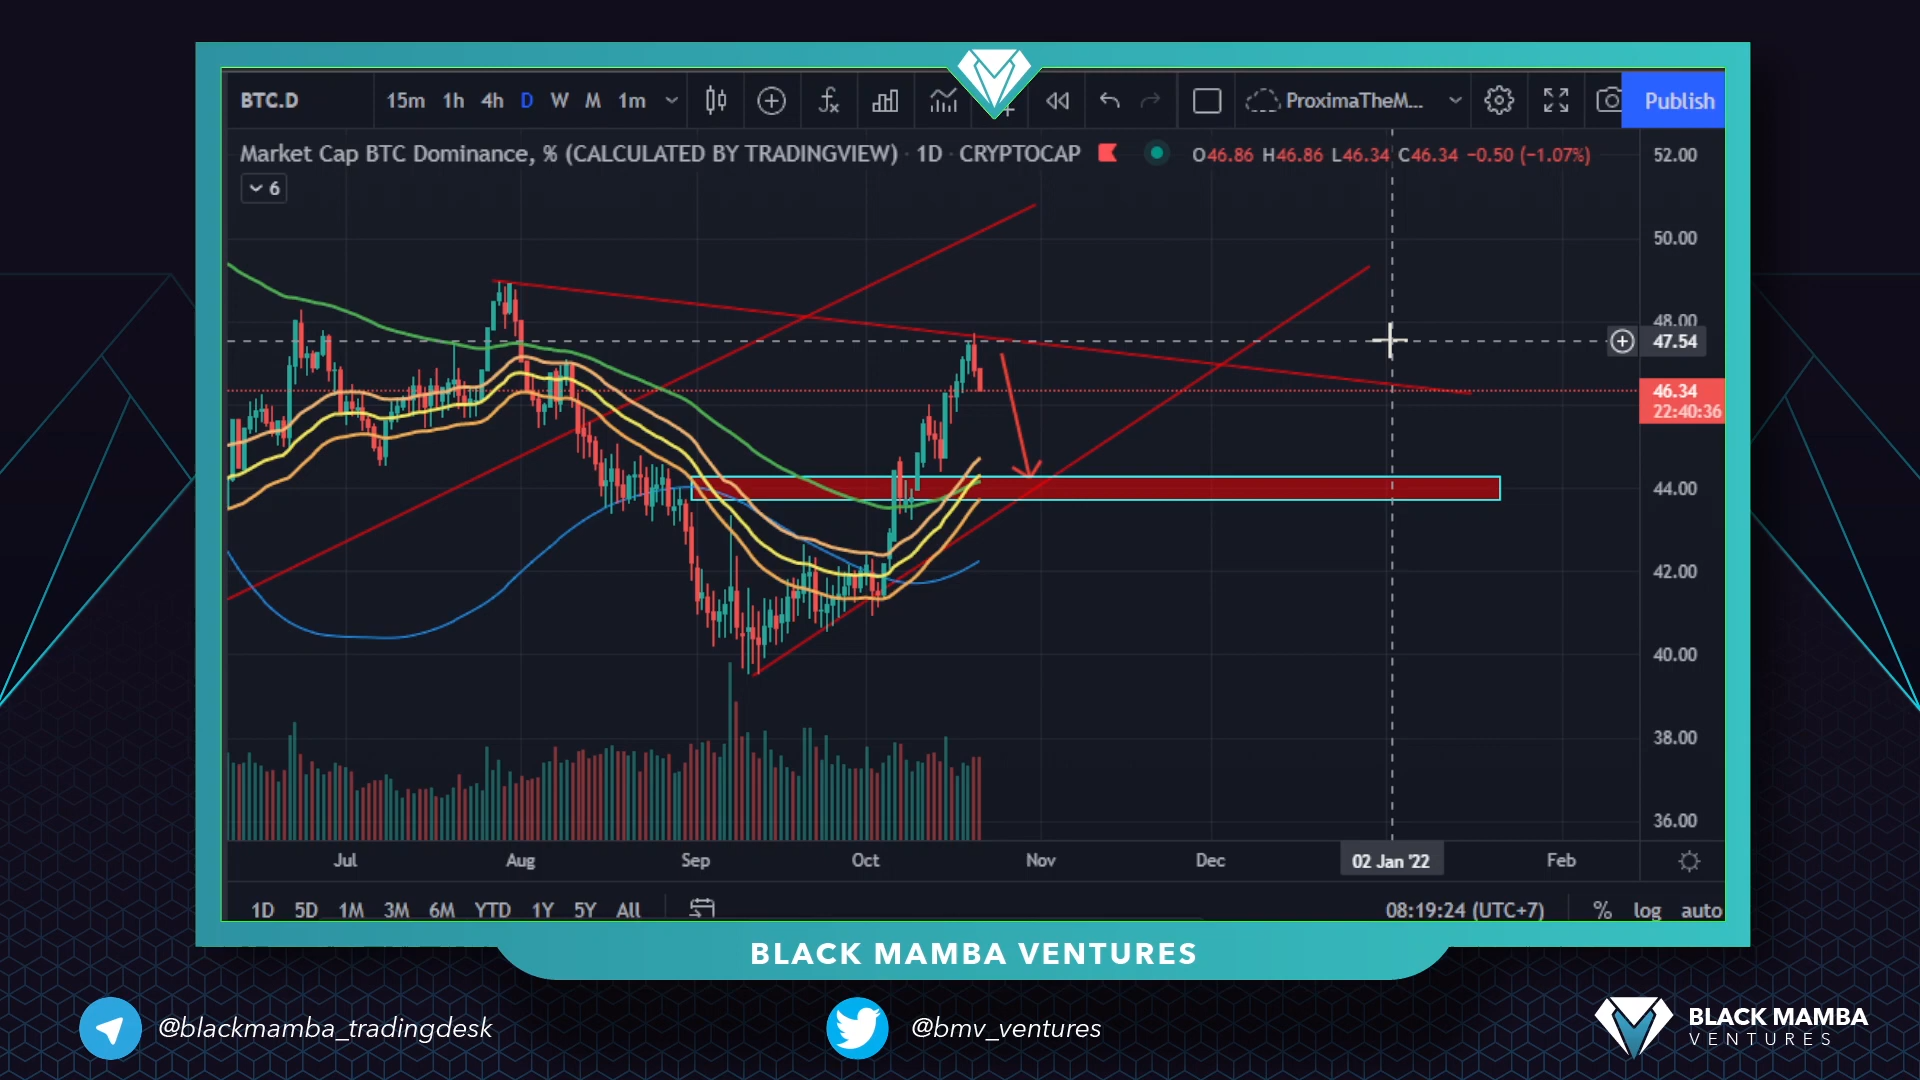 BTC.D 15m 1h 4h D W M 1m ProximaTheM... Publish
Market Cap BTC Dominance, % (CALCULATED BY TRADINGVIEW) · 1D · CRYPTOCAP O46.86 H46.86 L46.34 C46.34 −0.50 (−1.07%)
6
52.00
50.00
48.00
47.54
46.34
22:40:36
44.00
42.00
40.00
38.00
36.00
Jul Aug Sep Oct Nov Dec 02 Jan '22 Feb
1D 5D 1M 3M 6M YTD 1Y 5Y All 08:19:24 (UTC+7) % log auto
BLACK MAMBA VENTURES
@blackmamba_tradingdesk @bmv_ventures
BLACK MAMBA
VENTURES